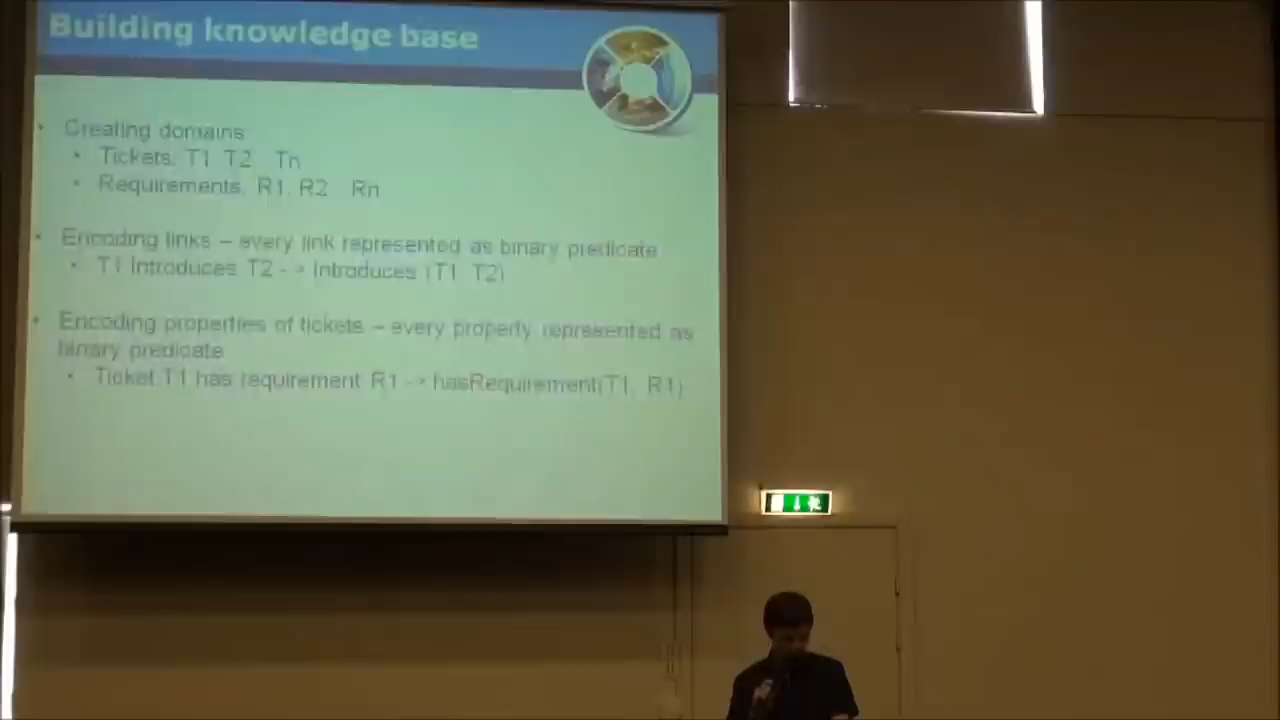 Building knowledge base
• Creating domains
• Tickets: T1 T2 Tn
• Requirements: R1, R2 Rn
• Encoding links – every link represented as binary predicate
• T1 Introduces T2 -> Introduces (T1 T2)
• Encoding properties of tickets – every property represented as
binary predicate
• Ticket T1 has requirement R1 -> hasRequirement(T1, R1)